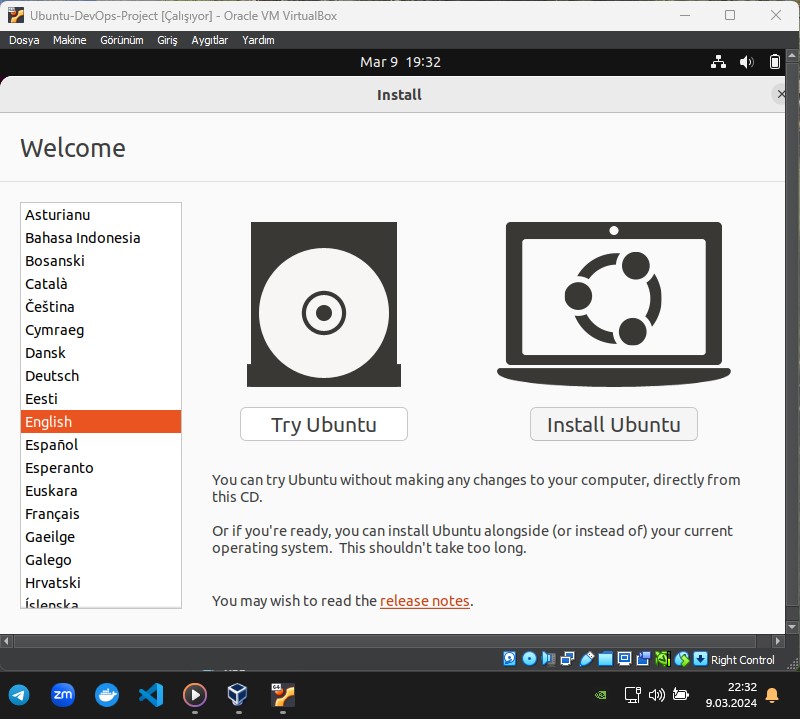 Ubuntu-DevOps-Project [Çalışıyor] - Oracle VM VirtualBox
Dosya Makine Görünüm Giriş Aygıtlar Yardım
Mar 9 19:32
Install
Welcome
Asturianu
Bahasa Indonesia
Bosanski
Català
Čeština
Cymraeg
Dansk
Deutsch
Eesti
English
Español
Esperanto
Euskara
Français
Gaeilge
Galego
Hrvatski
Íslenska
Try Ubuntu
Install Ubuntu
You can try Ubuntu without making any changes to your computer, directly from
this CD.
Or if you're ready, you can install Ubuntu alongside (or instead of) your current
operating system. This shouldn't take too long.
You may wish to read the release notes.
Right Control
zm
64
22:32
9.03.2024